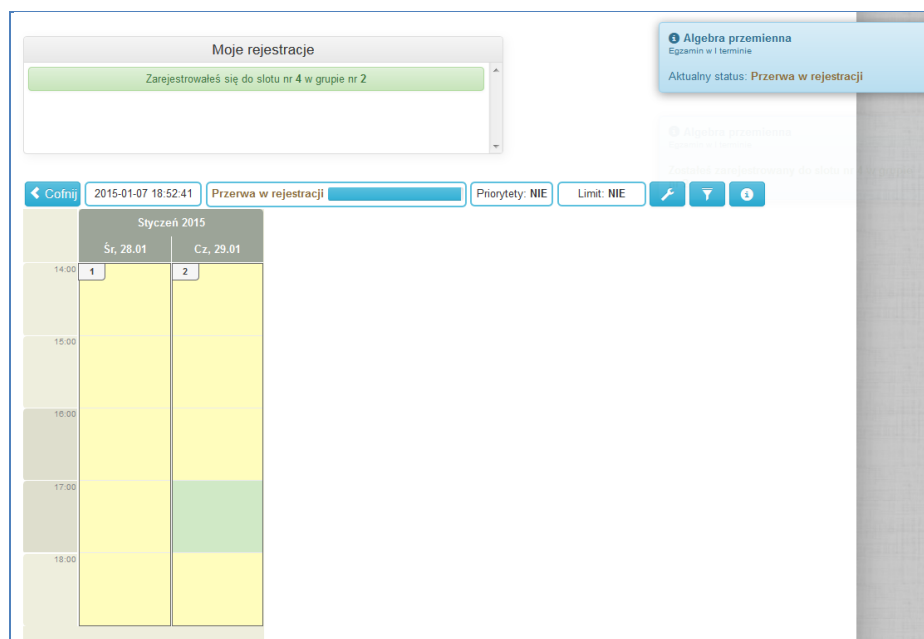 Moje rejestracje
Zarejestrowałeś się do slotu nr 4 w grupie nr 2
Algebra przemienna
Egzamin w I terminie
Aktualny status: Przerwa w rejestracji
Algebra przemienna
Egzamin w I terminie
Cofnij
2015-01-07 18:52:41
Przerwa w rejestracji
Priorytety: NIE
Limit: NIE
Styczeń 2015
Śr, 28.01
Cz, 29.01
14:00
1
2
15:00
16:00
17:00
18:00